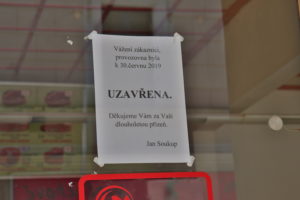 Vážení zákazníci,
provozovna byla
k 30.červnu 2019
UZAVŘENA.
Děkujeme Vám za Vaši
dlouholetou přízeň.
Jan Soukup